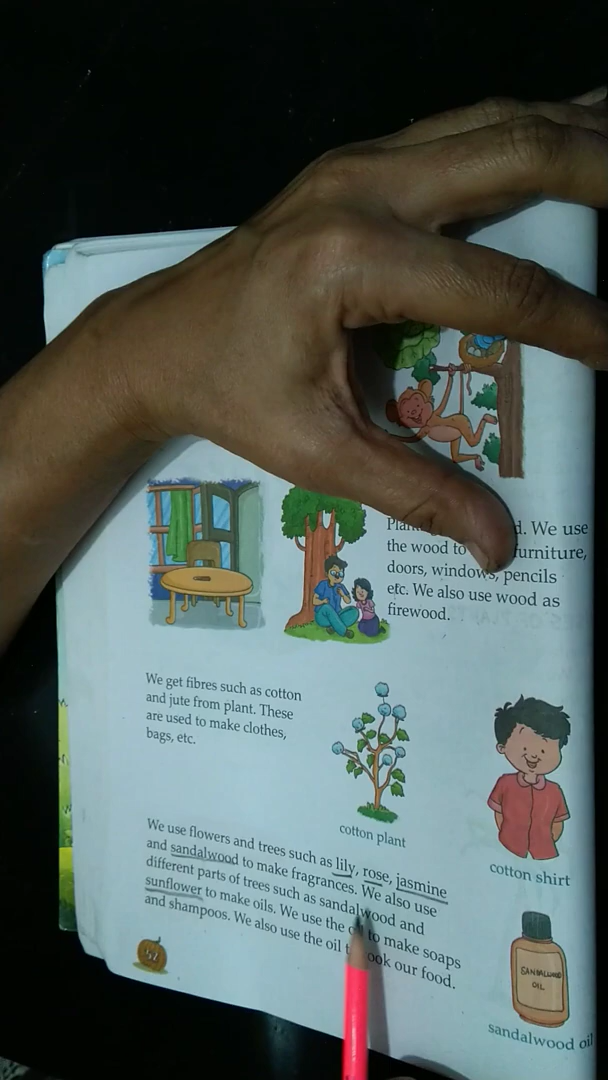 d. We use
the wood to furniture,
doors, windows, pencils
etc. We also use wood as
firewood.
We get fibres such as cotton
and jute from plant. These
are used to make clothes,
bags, etc.
cotton plant
cotton shirt
We use flowers and trees such as lily, rose, jasmine
and sandalwood to make fragrances. We also use
different parts of trees such as sandalwood and
sunflower to make oils. We use the to make soaps
and shampoos. We also use the oil our food.
SANDALWOOD
OIL
sandalwood oil